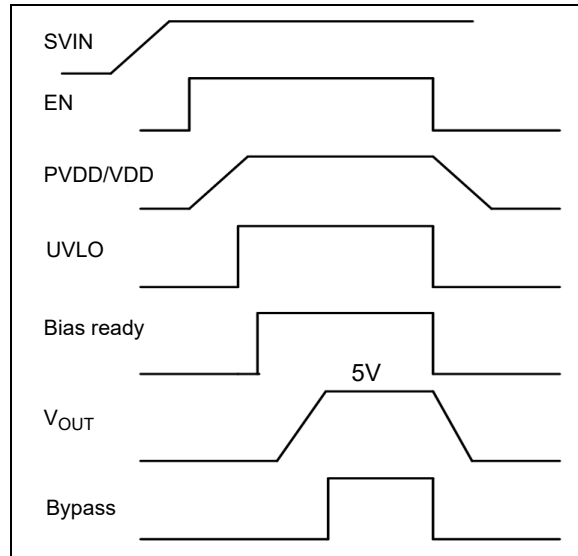 SVIN
EN
PVDD/VDD
UVLO
Bias ready
5V
VOUT
Bypass